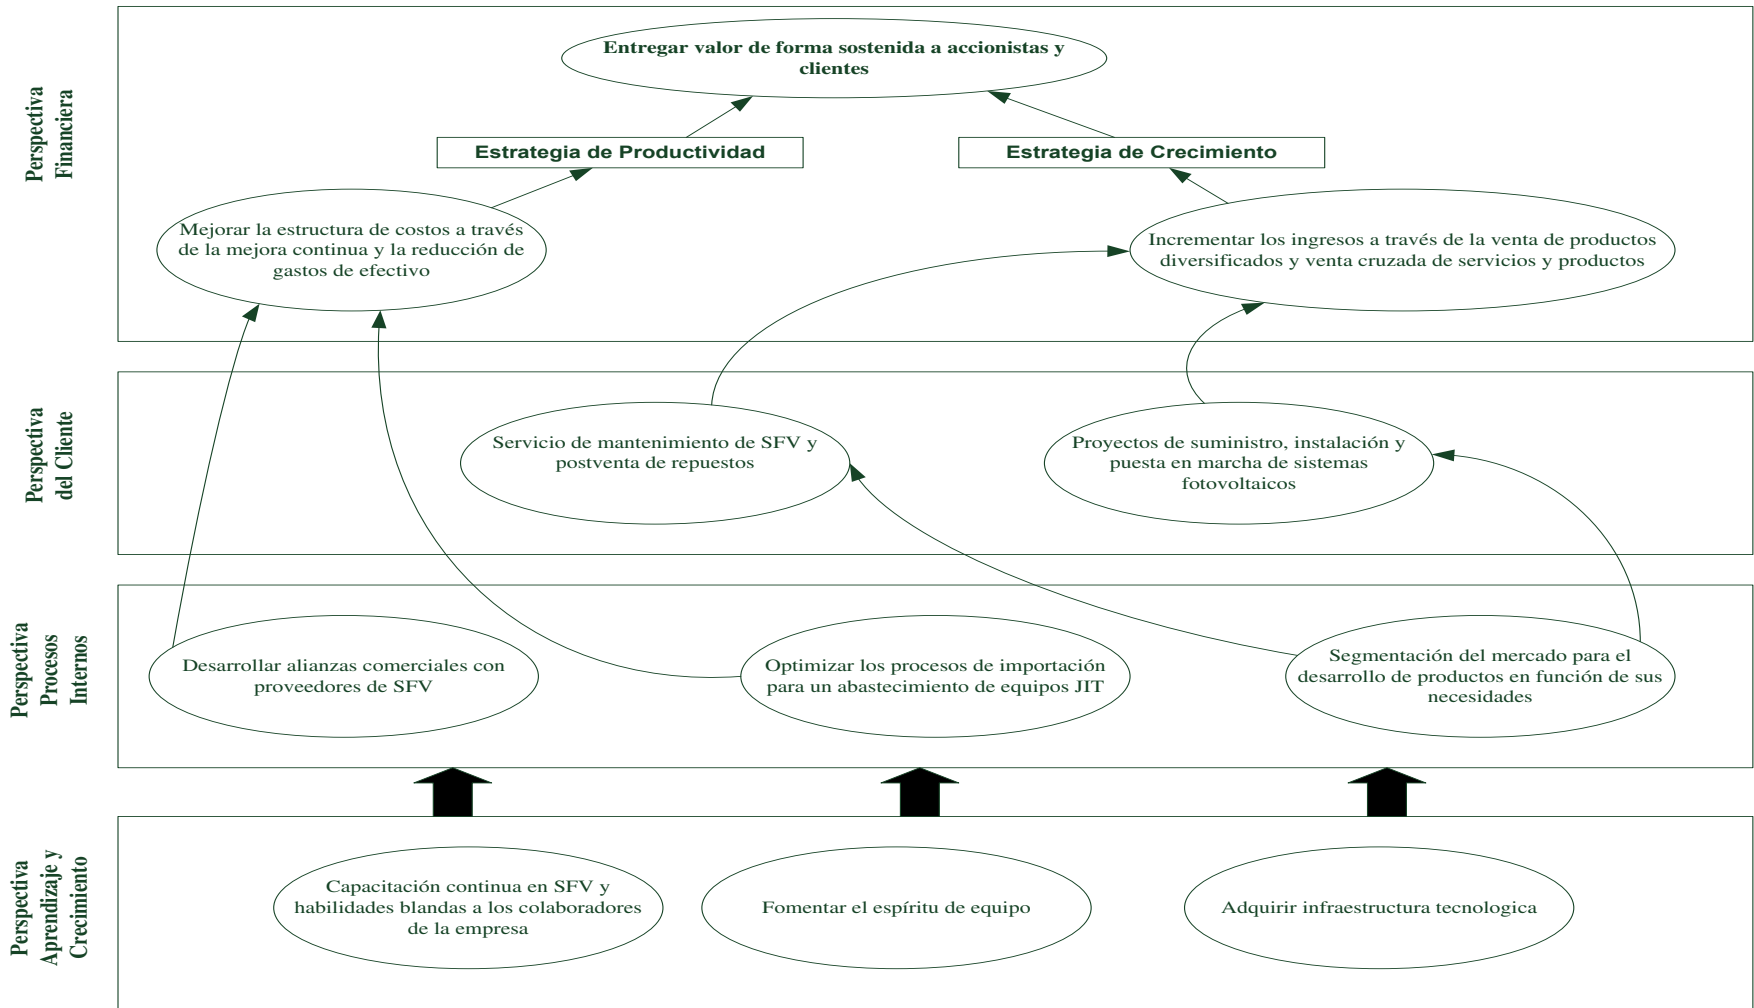 Perspectiva
Financiera
Entregar valor de forma sostenida a accionistas y
clientes
Estrategia de Productividad
Estrategia de Crecimiento
Mejorar la estructura de costos a través
de la mejora continua y la reducción de
gastos de efectivo
Incrementar los ingresos a través de la venta de productos
diversificados y venta cruzada de servicios y productos
Perspectiva
del Cliente
Servicio de mantenimiento de SFV y
postventa de repuestos
Proyectos de suministro, instalación y
puesta en marcha de sistemas
fotovoltaicos
Perspectiva
Procesos
Internos
Desarrollar alianzas comerciales con
proveedores de SFV
Optimizar los procesos de importación
para un abastecimiento de equipos JIT
Segmentación del mercado para el
desarrollo de productos en función de sus
necesidades
Perspectiva
Aprendizaje y
Crecimiento
Capacitación continua en SFV y
habilidades blandas a los colaboradores
de la empresa
Fomentar el espíritu de equipo
Adquirir infraestructura tecnologica